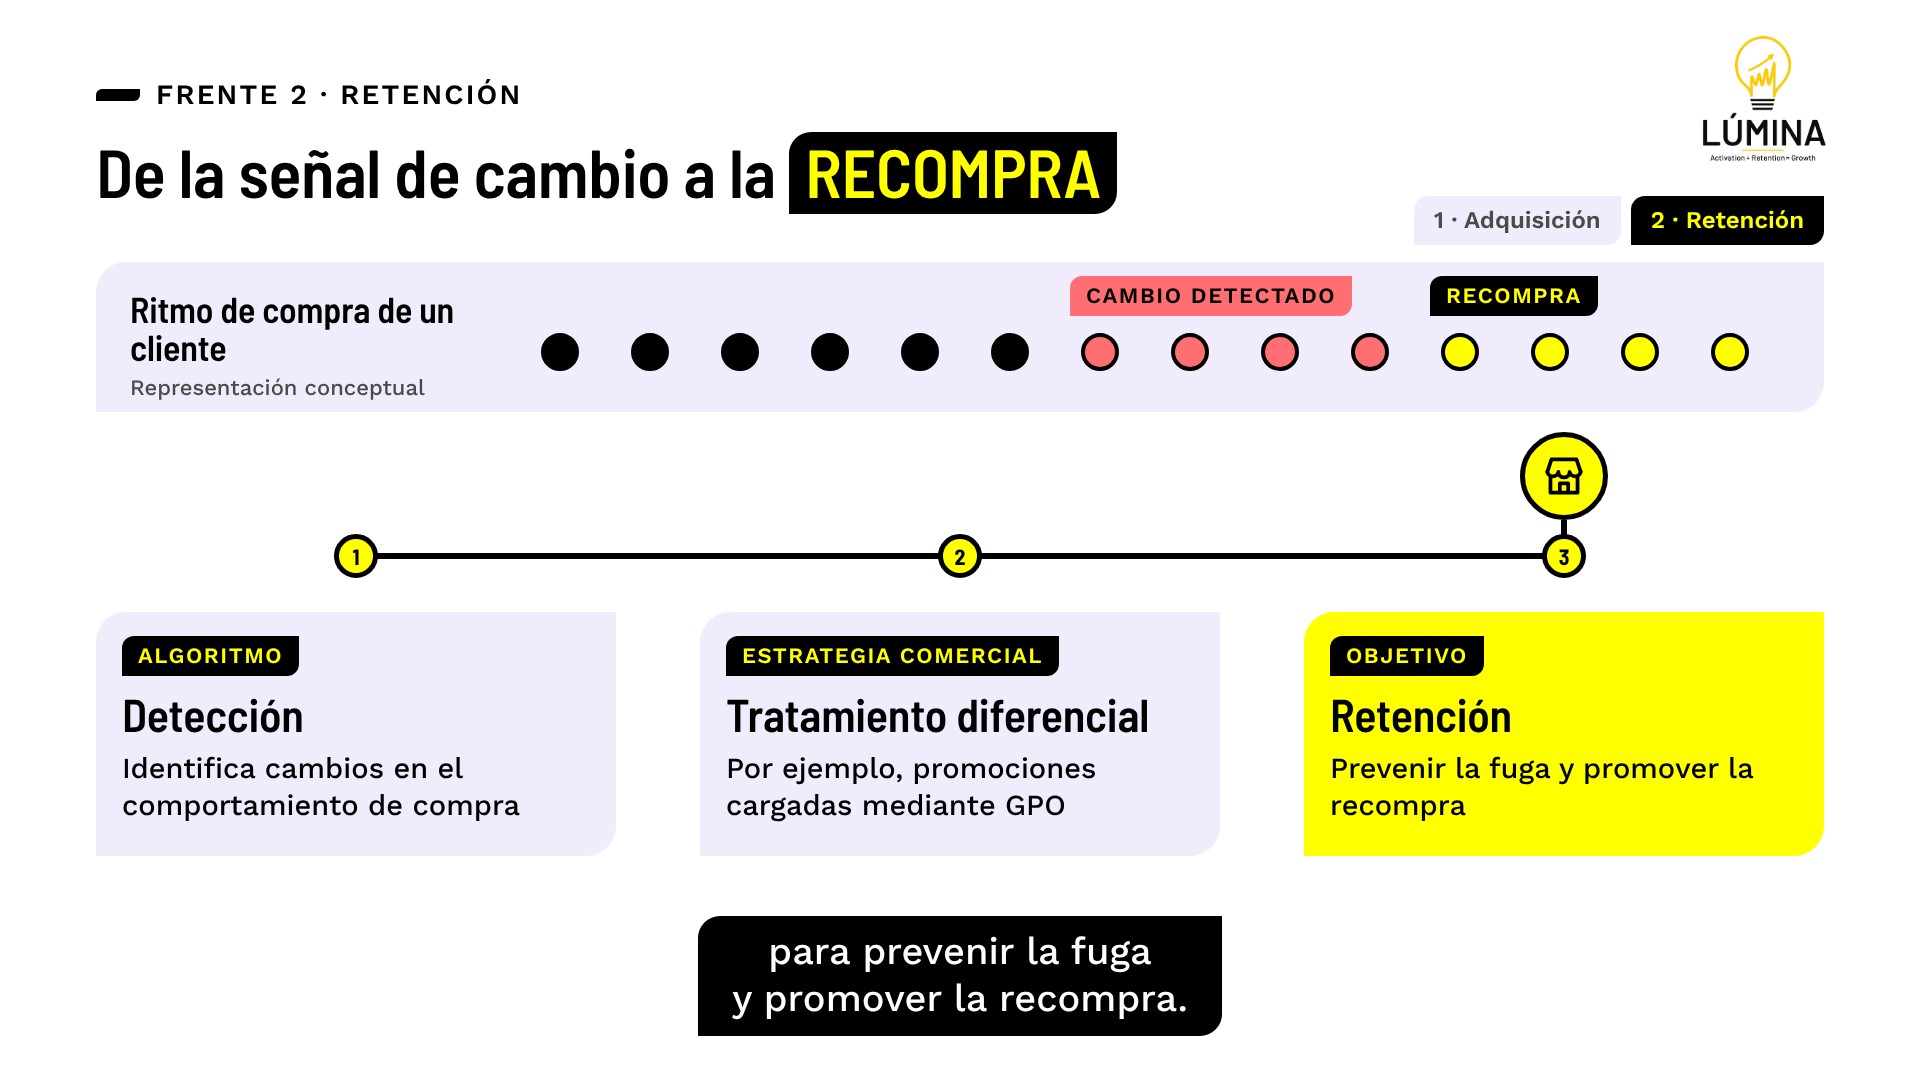 FRENTE 2 · RETENCIÓN
De la señal de cambio a la RECOMPRA
LÚMINA
Activation + Retention = Growth
1 · Adquisición
2 · Retención
Ritmo de compra de un
cliente
Representación conceptual
CAMBIO DETECTADO
RECOMPRA
1
2
3
ALGORITMO
Detección
Identifica cambios en el
comportamiento de compra
ESTRATEGIA COMERCIAL
Tratamiento diferencial
Por ejemplo, promociones
cargadas mediante GPO
OBJETIVO
Retención
Prevenir la fuga y promover la
recompra
para prevenir la fuga
y promover la recompra.